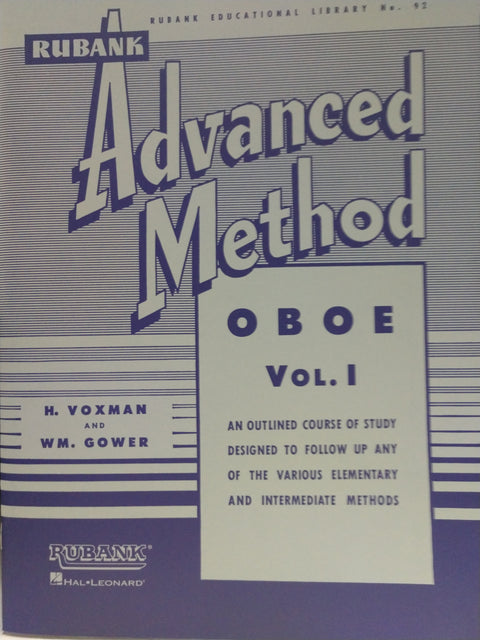 RUBANK EDUCATIONAL LIBRARY No. 92
RUBANK
Advanced
Method
OBOE
VOL. I
H. VOXMAN
AND
WM. GOWER
AN OUTLINED COURSE OF STUDY
DESIGNED TO FOLLOW UP ANY
OF THE VARIOUS ELEMENTARY
AND INTERMEDIATE METHODS
RUBANK®
HAL•LEONARD®